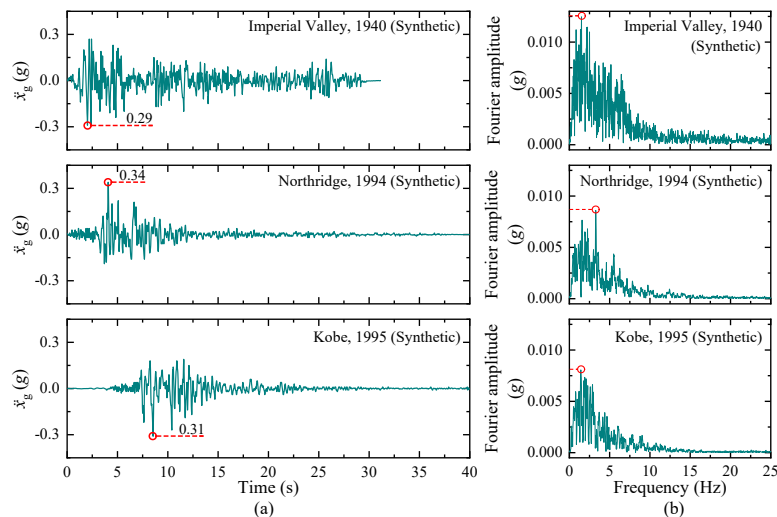 Imperial Valley, 1940 (Synthetic)
0.3
0.0
-0.3
ẍg (g)
0.29
Northridge, 1994 (Synthetic)
0.3
0.0
-0.3
ẍg (g)
0.34
Kobe, 1995 (Synthetic)
0.3
0.0
-0.3
ẍg (g)
0.31
0 5 10 15 20 25 30 35 40
Time (s)
(a)
Imperial Valley, 1940
(Synthetic)
0.010
0.005
0.000
Fourier amplitude
(g)
Northridge, 1994 (Synthetic)
0.010
0.005
0.000
Fourier amplitude
(g)
Kobe, 1995 (Synthetic)
0.010
0.005
0.000
Fourier amplitude
(g)
0 5 10 15 20 25
Frequency (Hz)
(b)